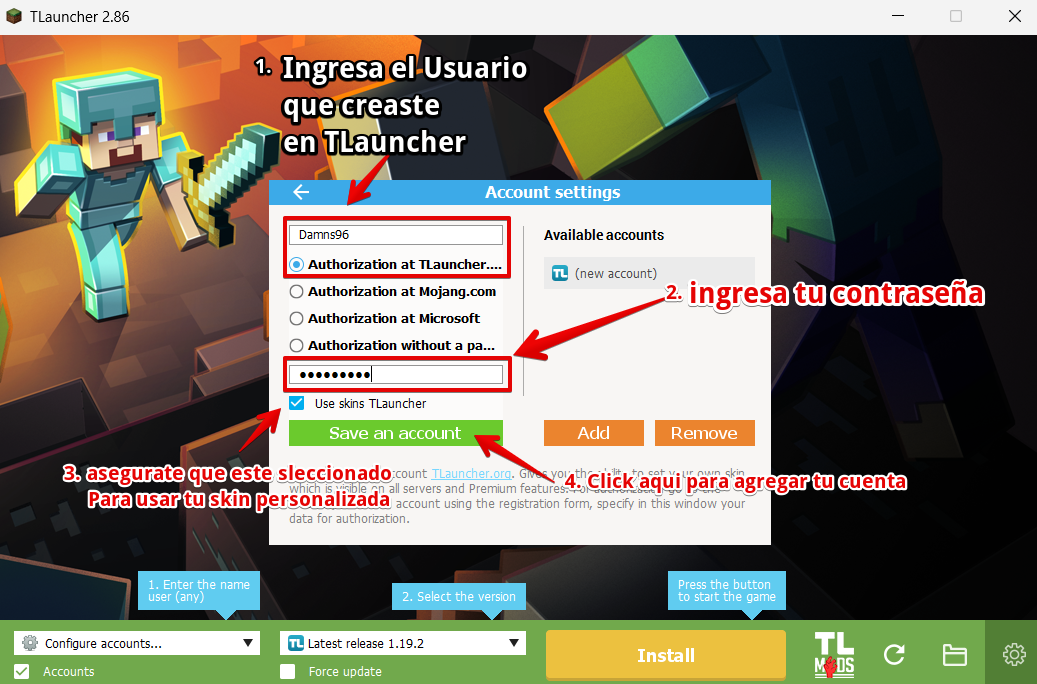 TLauncher 2.86
1. Ingresa el Usuario
que creaste
en TLauncher
Account settings
Damns96
Authorization at TLauncher....
Authorization at Mojang.com
Authorization at Microsoft
Authorization without a pa...
Available accounts
TL (new account)
2. ingresa tu contraseña
Use skins TLauncher
Save an account
Add
Remove
3. asegurate que este sleccionado
Para usar tu skin personalizada
4. Click aqui para agregar tu cuenta
account TLauncher.org. Gives you the ability to set your own skin
which is visible on all servers and Premium features. For authorization go to the
account using the registration form, specify in this window your
data for authorization.
1. Enter the name
user (any)
2. Select the version
Press the button
to start the game
Configure accounts...
TL Latest release 1.19.2
Install
TL
MODS
Accounts
Force update